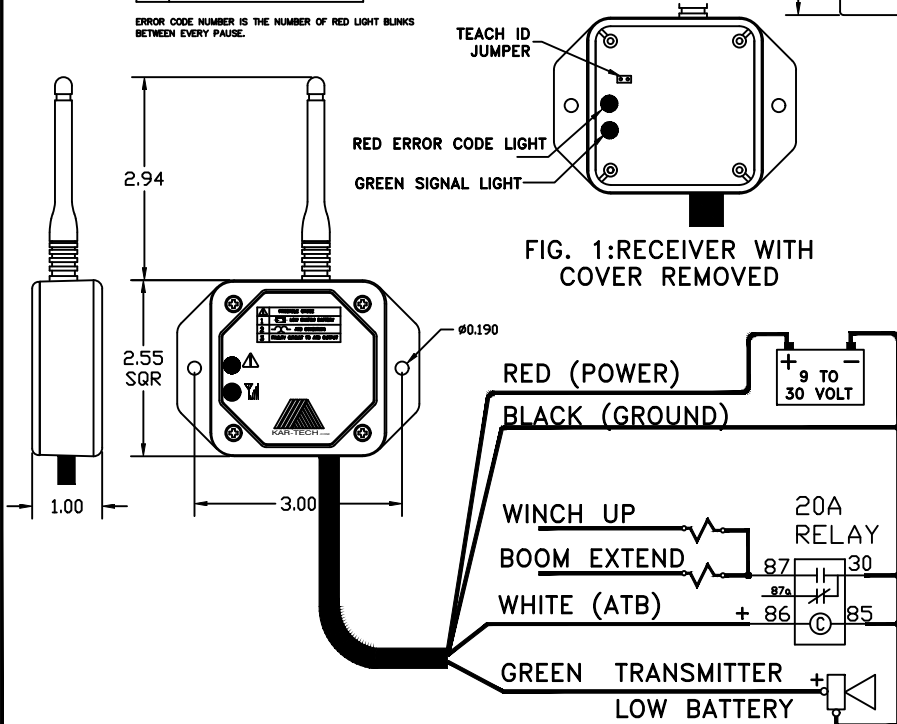 ERROR CODE NUMBER IS THE NUMBER OF RED LIGHT BLINKS
BETWEEN EVERY PAUSE.
TEACH ID
JUMPER
RED ERROR CODE LIGHT
GREEN SIGNAL LIGHT
FIG. 1:RECEIVER WITH
COVER REMOVED
2.94
2.55
SQR
1.00
3.00
ø0.190
1
2
3
KAR-TECH
RED (POWER)
BLACK (GROUND)
+ −
9 TO
30 VOLT
WINCH UP
BOOM EXTEND
WHITE (ATB)
20A
RELAY
87
30
87a
+
86
C
85
GREEN TRANSMITTER
LOW BATTERY
+